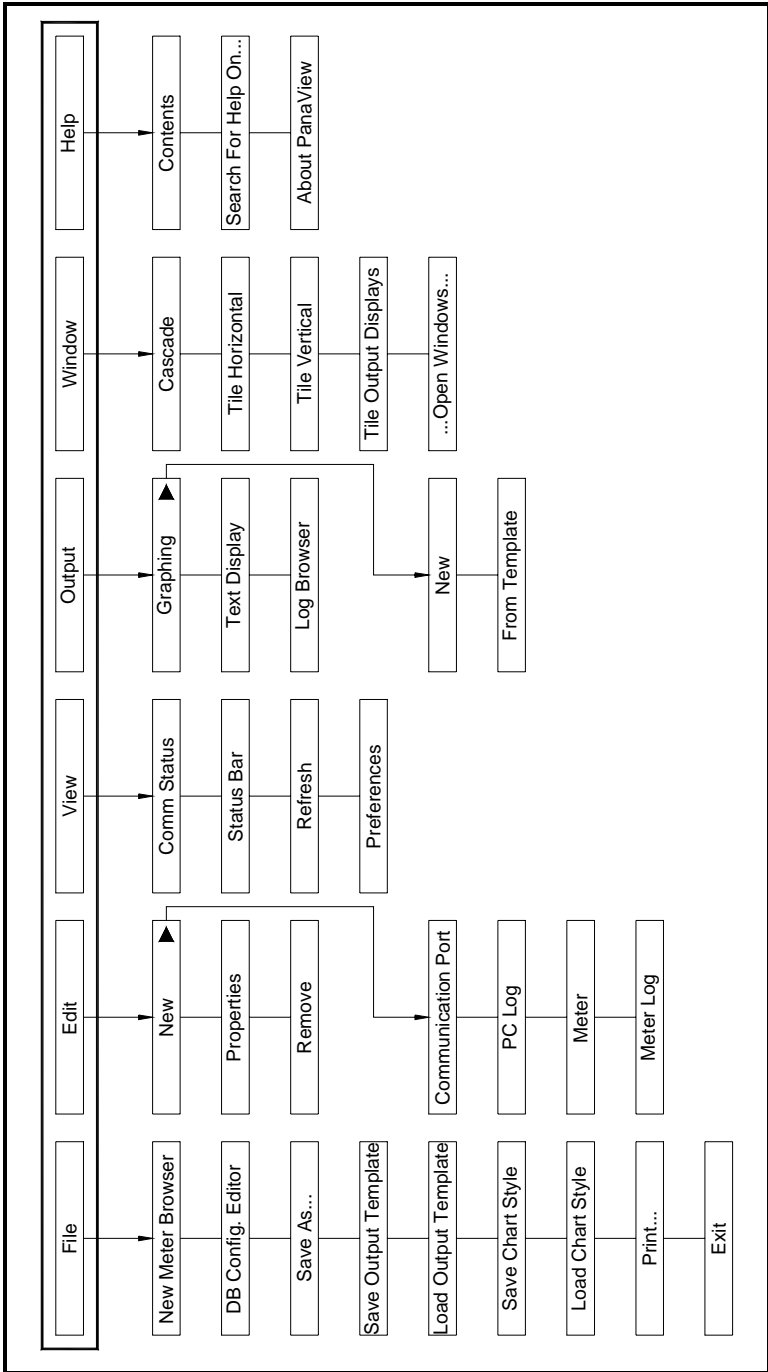 File
Edit
View
Output
Window
Help
New Meter Browser
DB Config. Editor
Save As...
Save Output Template
Load Output Template
Save Chart Style
Load Chart Style
Print...
Exit
New
Properties
Remove
Communication Port
PC Log
Meter
Meter Log
Comm Status
Status Bar
Refresh
Preferences
Graphing
Text Display
Log Browser
New
From Template
Cascade
Tile Horizontal
Tile Vertical
Tile Output Displays
...Open Windows...
Contents
Search For Help On...
About PanaView